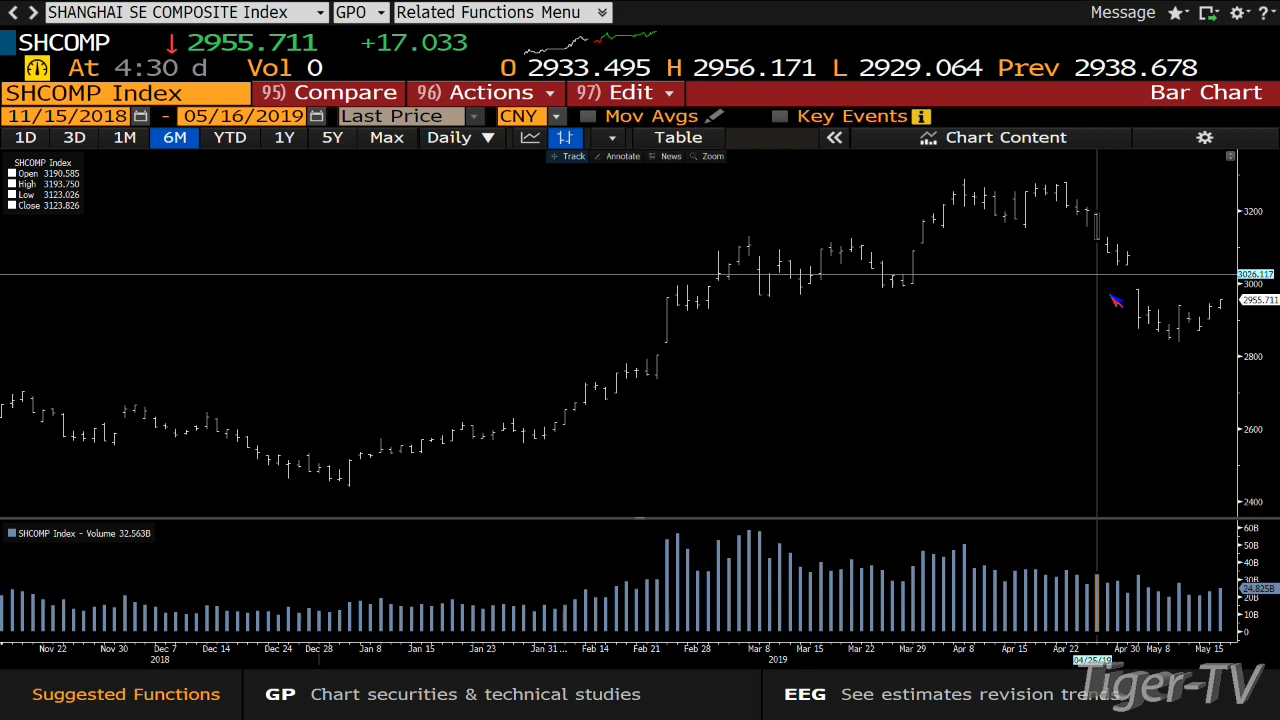 SHANGHAI SE COMPOSITE Index GPO Related Functions Menu Message ?
SHCOMP 2955.711 +17.033
At 4:30 d Vol 0 O 2933.495 H 2956.171 L 2929.064 Prev 2938.678
SHCOMP Index 95) Compare 96) Actions 97) Edit Bar Chart
11/15/2018 - 05/16/2019 Last Price CNY Mov Avgs Key Events i
1D 3D 1M 6M YTD 1Y 5Y Max Daily Table Chart Content
Track Annotate News Zoom
SHCOMP Index
Open 3190.585
High 3193.750
Low 3123.026
Close 3123.826
3200
3026.117
3000
2955.711
2800
2600
2400
SHCOMP Index - Volume 32.563B
60B
50B
40B
30B
24.825B
20B
10B
0
Nov 22 Nov 30 Dec 7 Dec 14 Dec 24 Dec 28 Jan 8 Jan 15 Jan 23 Jan 31 ... Feb 14 Feb 21 Feb 28 Mar 8 Mar 15 Mar 22 Mar 29 Apr 8 Apr 15 Apr 22 Apr 30 May 8 May 15
2018 2019 04/25/19
Suggested Functions GP Chart securities & technical studies EEG See estimates revision trends
Tiger-TV